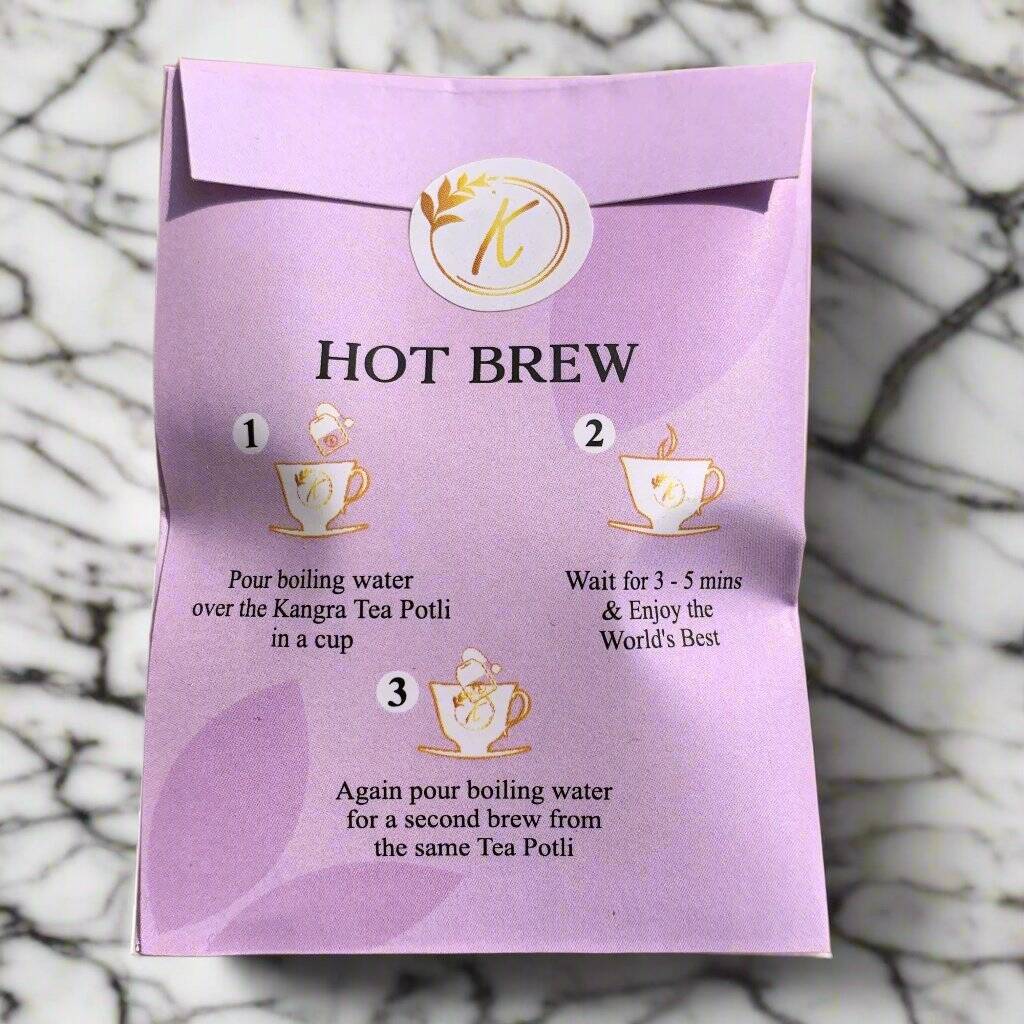 K
HOT BREW
1
Pour boiling water
over the Kangra Tea Potli
in a cup
2
Wait for 3 - 5 mins
& Enjoy the
World's Best
3
Again pour boiling water
for a second brew from
the same Tea Potli